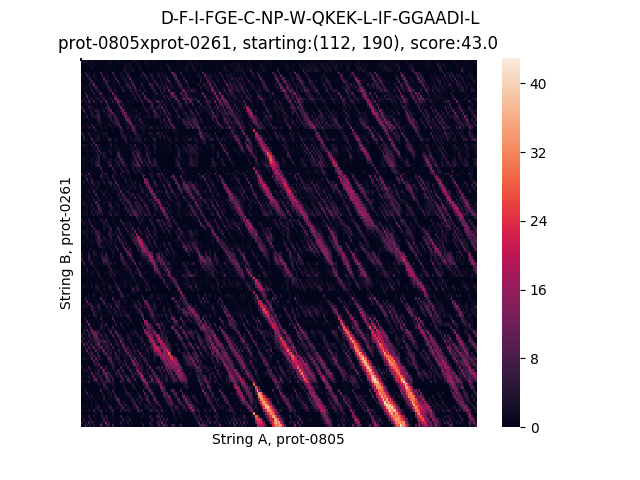 D-F-I-FGE-C-NP-W-QKEK-L-IF-GGAADI-L
prot-0805xprot-0261, starting:(112, 190), score:43.0
String B, prot-0261
String A, prot-0805
40
32
24
16
8
0